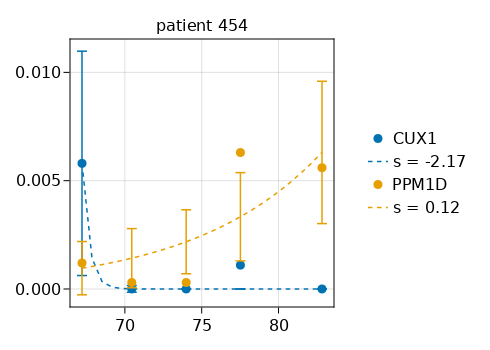 patient 454
0.010
0.005
0.000
70 75 80
CUX1
s = -2.17
PPM1D
s = 0.12